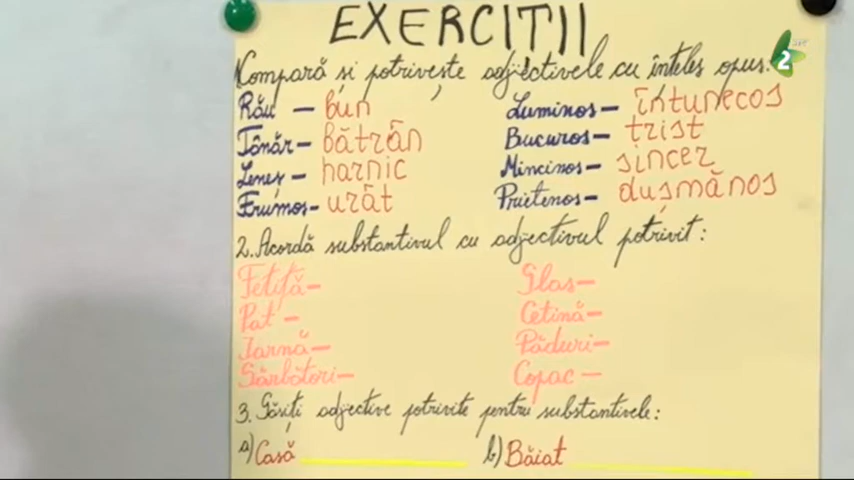 EXERCIȚII
Compară și potrivește adjectivele cu înteles opus:
Rău – bun
Luminos – întunecos
Tânăr – bătrân
Bucuros – trist
Leneș – harnic
Mincinos – sincer
Frumos – urât
Prietenos – dușmănos
2. Acordă substantivul cu adjectivul potrivit:
Fetiță –
Glas –
Pat –
Cetină –
Iarnă –
Păduri –
Sărbători –
Copac –
3. Găsiți adjective potrivite pentru substantivele:
a) Casă
b) Băiat
2